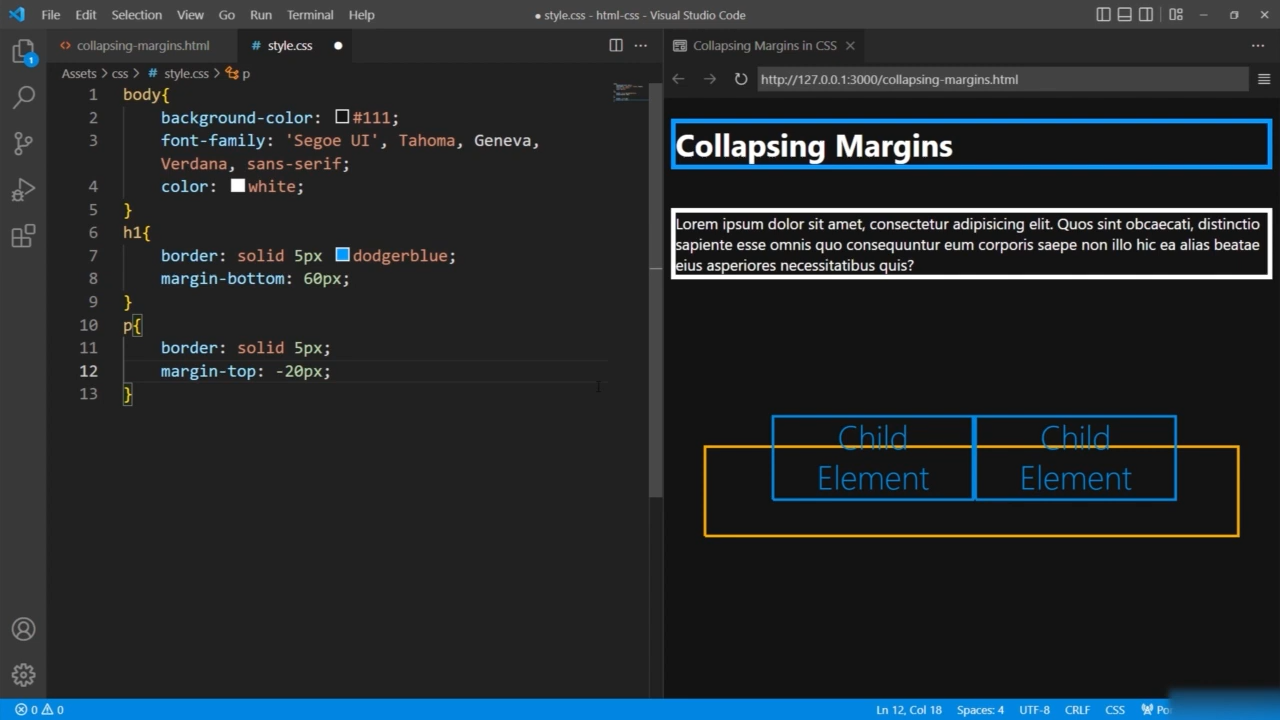 File Edit Selection View Go Run Terminal Help
● style.css - html-css - Visual Studio Code
collapsing-margins.html
# style.css
Collapsing Margins in CSS
Assets > css > # style.css > p
http://127.0.0.1:3000/collapsing-margins.html
1
1 body{
2 background-color: #111;
3 font-family: 'Segoe UI', Tahoma, Geneva,
Verdana, sans-serif;
4 color: white;
5 }
6 h1{
7 border: solid 5px dodgerblue;
8 margin-bottom: 60px;
9 }
10 p{
11 border: solid 5px;
12 margin-top: -20px;
13 }
Collapsing Margins
Lorem ipsum dolor sit amet, consectetur adipisicing elit. Quos sint obcaecati, distinctio
sapiente esse omnis quo consequuntur eum corporis saepe non illo hic ea alias beatae
eius asperiores necessitatibus quis?
Child
Element
Child
Element
0 0
Ln 12, Col 18 Spaces: 4 UTF-8 CRLF CSS